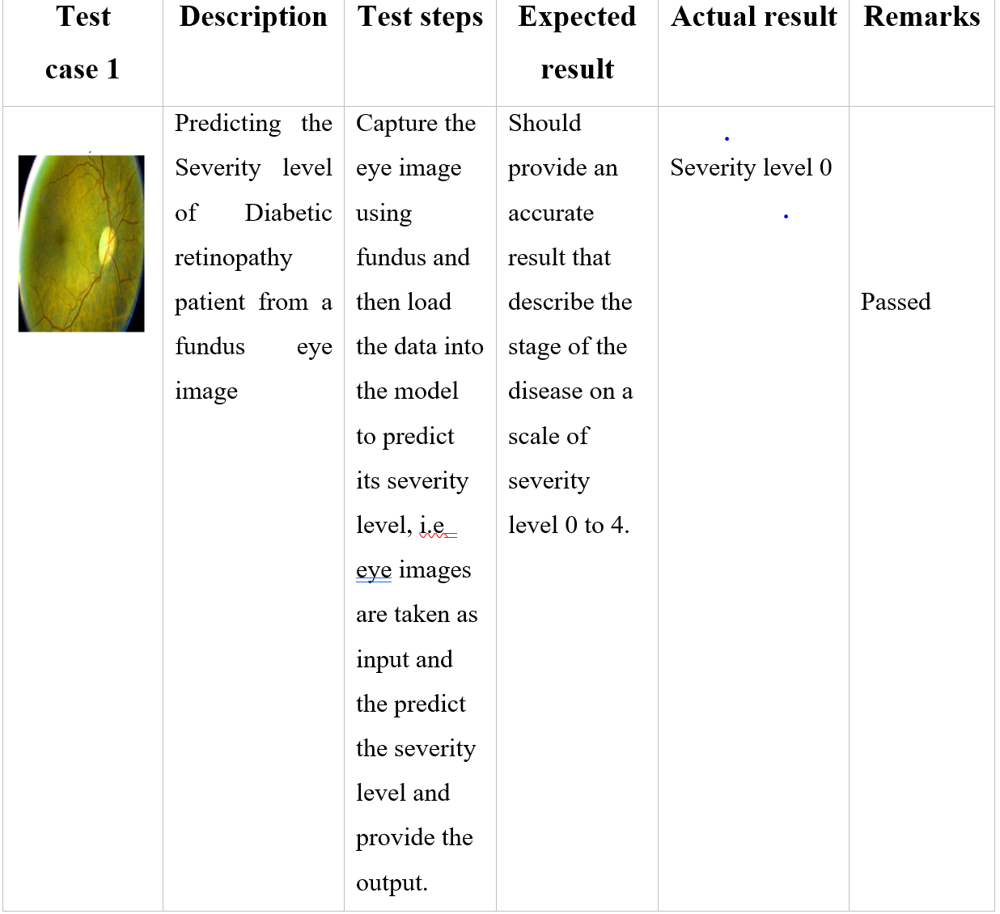 Test
case 1
Description
Test steps
Expected
result
Actual result
Remarks
Predicting the
Severity level
of Diabetic
retinopathy
patient from a
fundus eye
image
Capture the
eye image
using
fundus and
then load
the data into
the model
to predict
its severity
level, i.e
eye images
are taken as
input and
the predict
the severity
level and
provide the
output.
Should
provide an
accurate
result that
describe the
stage of the
disease on a
scale of
severity
level 0 to 4.
Severity level 0
Passed